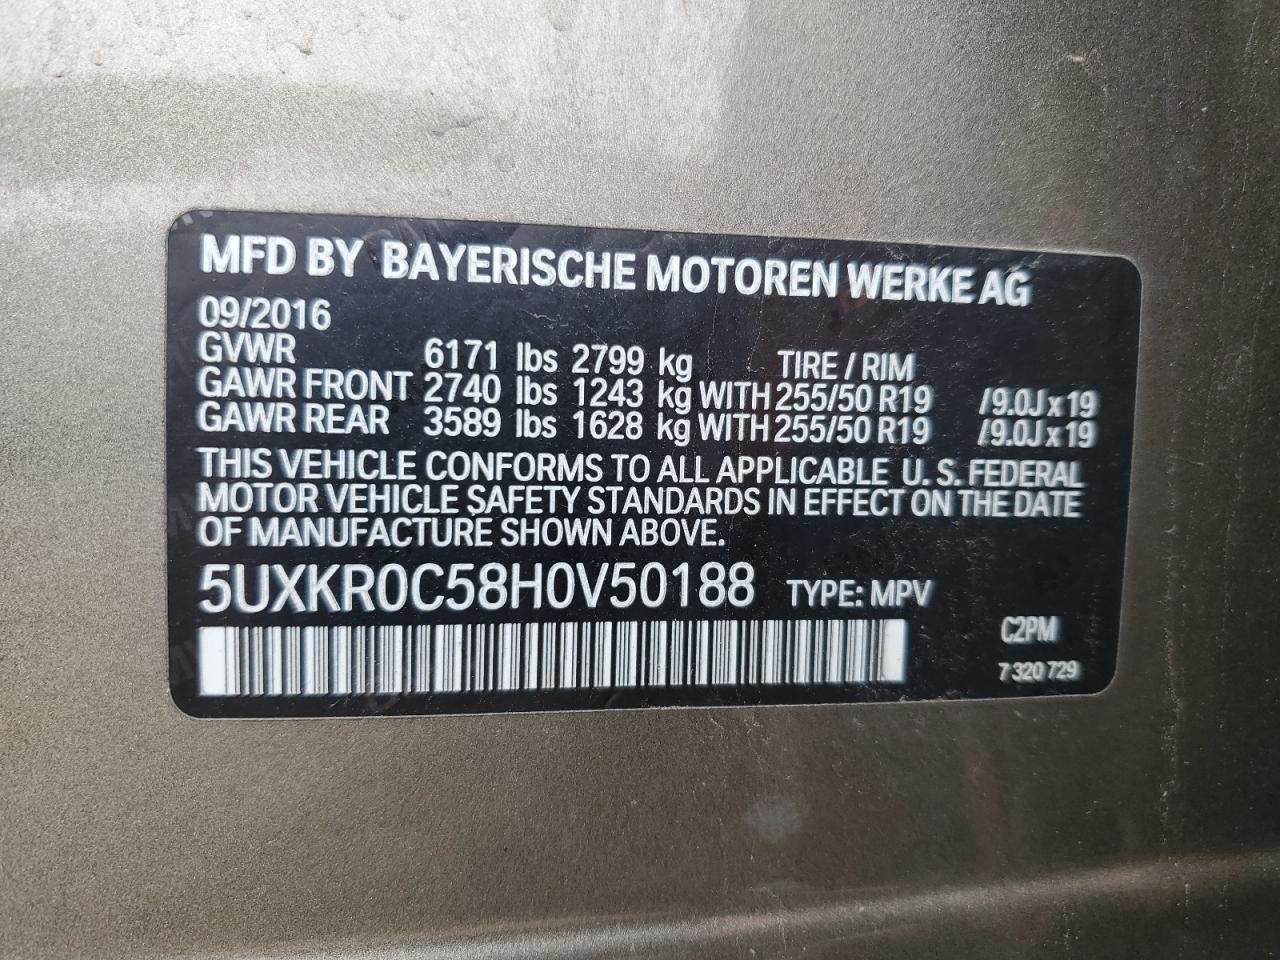 MFD BY BAYERISCHE MOTOREN WERKE AG
09/2016
GVWR 6171 lbs 2799 kg TIRE / RIM
GAWR FRONT 2740 lbs 1243 kg WITH 255/50 R19 /9.0J x 19
GAWR REAR 3589 lbs 1628 kg WITH 255/50 R19 /9.0J x 19
THIS VEHICLE CONFORMS TO ALL APPLICABLE U. S. FEDERAL
MOTOR VEHICLE SAFETY STANDARDS IN EFFECT ON THE DATE
OF MANUFACTURE SHOWN ABOVE.
5UXKR0C58H0V50188 TYPE: MPV
C2PM
7 320 729